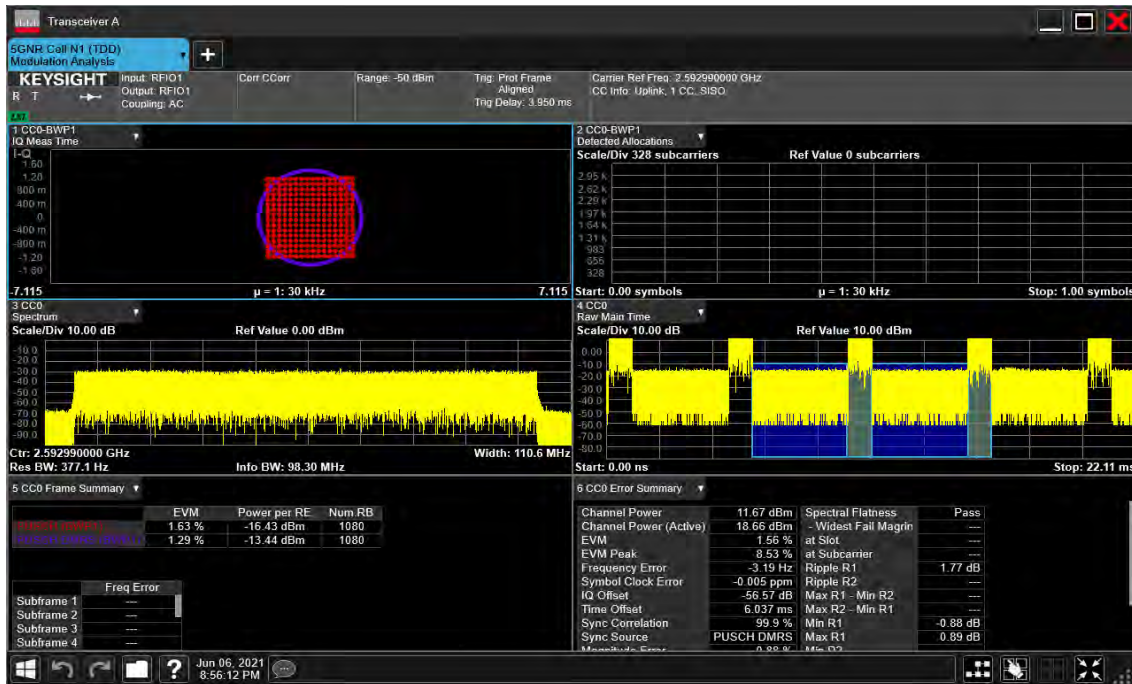 Transceiver A
5GNR Cell N1 (TDD)
Modulation Analysis
+
KEYSIGHT
R T
LXI
Input: RFIO1
Output: RFIO1
Coupling: AC
Corr CCorr
Range: -50 dBm
Trig: Prot Frame
Aligned
Trig Delay: 3.950 ms
Carrier Ref Freq: 2.592990000 GHz
CC Info: Uplink, 1 CC, SISO
1 CC0-BWP1
IQ Meas Time
I-Q
1.60
1.20
800 m
400 m
0
-400 m
-800 m
-1.20
-1.60
-7.115 µ = 1: 30 kHz 7.115
2 CC0-BWP1
Detected Allocations
Scale/Div 328 subcarriers Ref Value 0 subcarriers
2.95 k
2.62 k
2.29 k
1.97 k
1.64 k
1.31 k
983
655
328
Start: 0.00 symbols µ = 1: 30 kHz Stop: 1.00 symbols
3 CC0
Spectrum
Scale/Div 10.00 dB Ref Value 0.00 dBm
-10.0
-20.0
-30.0
-40.0
-50.0
-60.0
-70.0
-80.0
-90.0
Ctr: 2.592990000 GHz Width: 110.6 MHz
Res BW: 377.1 Hz Info BW: 98.30 MHz
4 CC0
Raw Main Time
Scale/Div 10.00 dB Ref Value 10.00 dBm
0.00
-10.0
-20.0
-30.0
-40.0
-50.0
-60.0
-70.0
-80.0
Start: 0.00 ns Stop: 22.11 ms
5 CC0 Frame Summary
EVM Power per RE Num.RB
1.63 % -16.43 dBm 1080
1.29 % -13.44 dBm 1080
Freq Error
Subframe 1 ---
Subframe 2 ---
Subframe 3 ---
Subframe 4 ---
6 CC0 Error Summary
Channel Power 11.67 dBm Spectral Flatness Pass
Channel Power (Active) 18.66 dBm - Widest Fail Magrin ---
EVM 1.56 % at Slot ---
EVM Peak 8.53 % at Subcarrier ---
Frequency Error -3.19 Hz Ripple R1 1.77 dB
Symbol Clock Error -0.005 ppm Ripple R2 ---
IQ Offset -56.57 dB Max R1 - Min R2 ---
Time Offset 6.037 ms Max R2 - Min R1 ---
Sync Correlation 99.9 % Min R1 -0.88 dB
Sync Source PUSCH DMRS Max R1 0.89 dB
Magnitude Error 0.88 % Min R2
?
Jun 06, 2021
8:56:12 PM